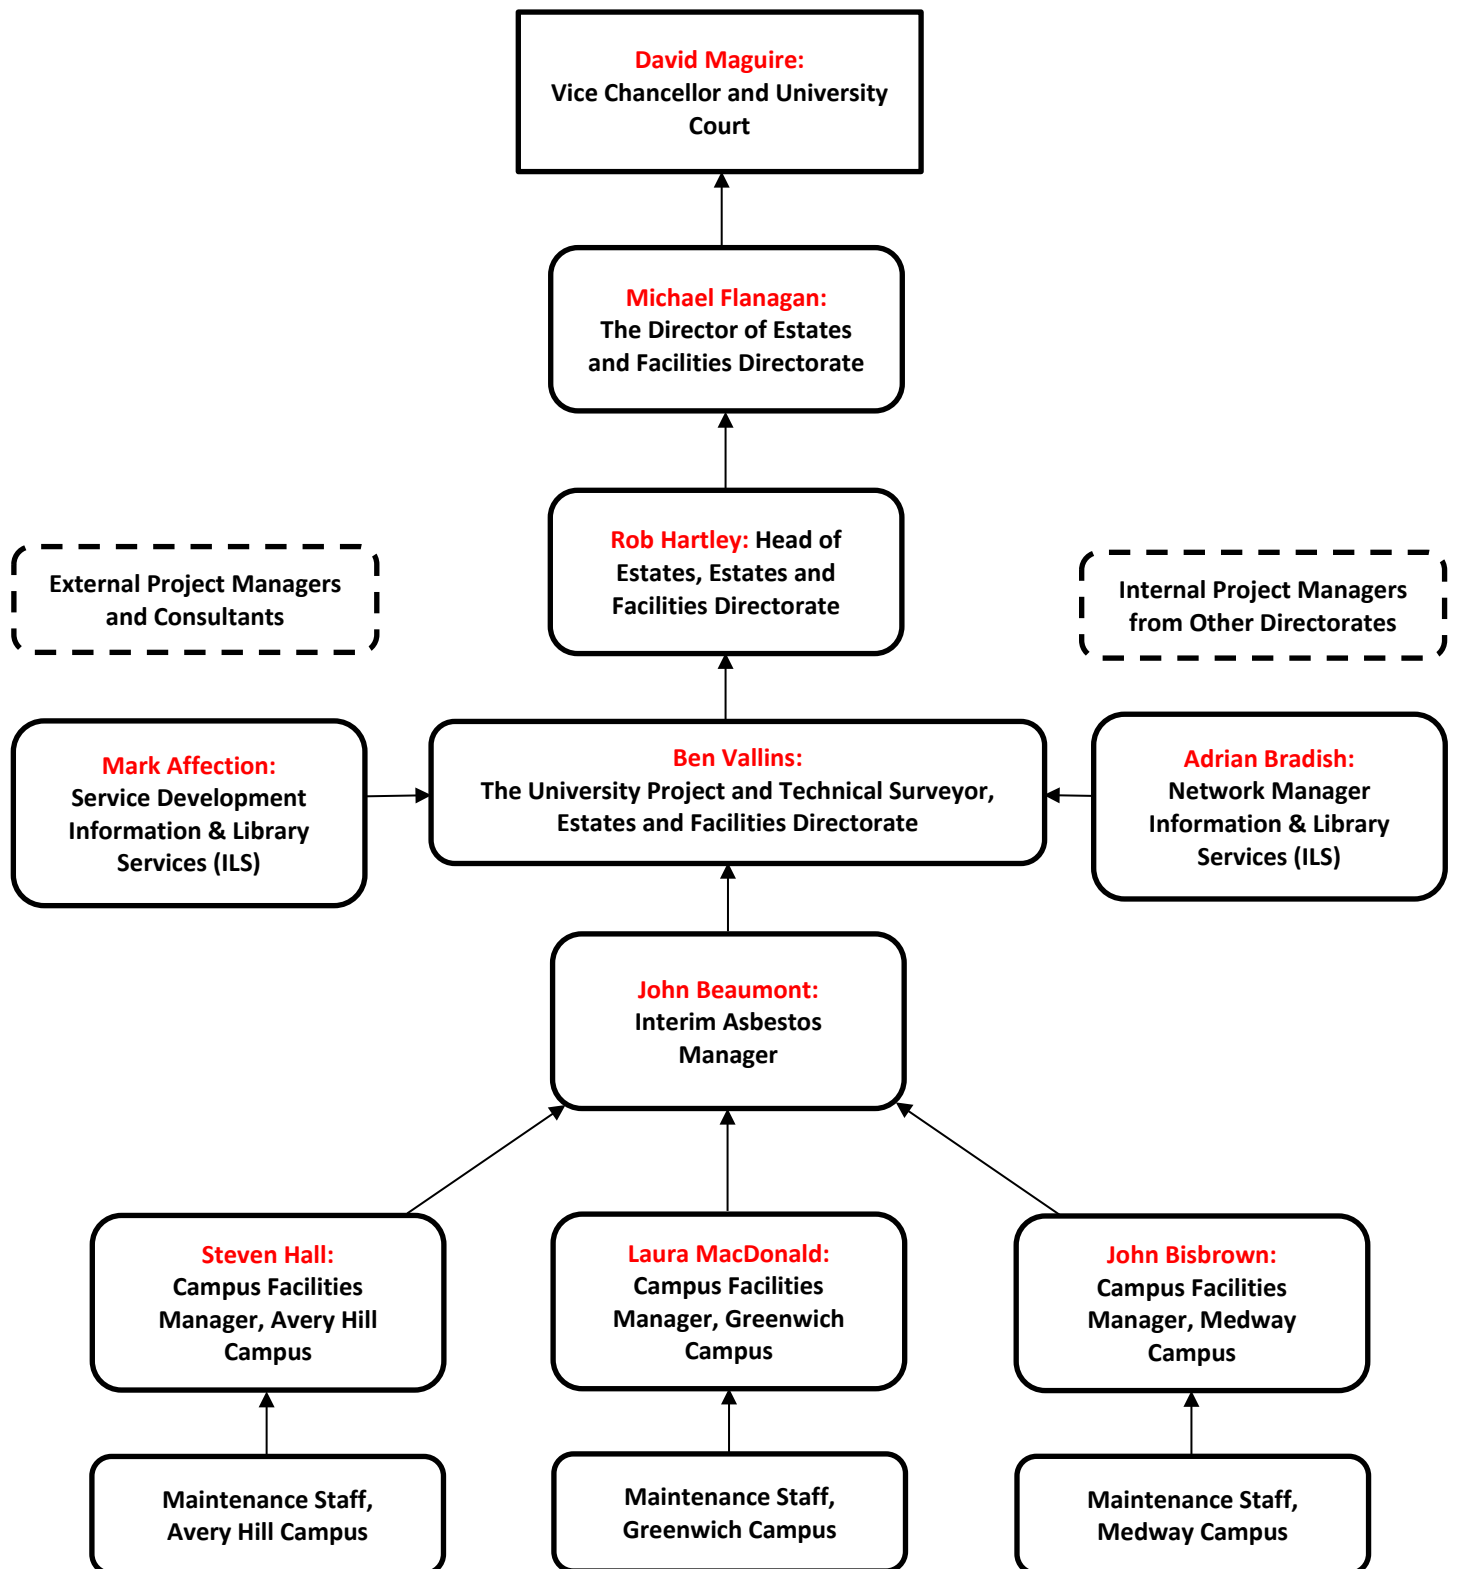 David Maguire:
Vice Chancellor and University
Court
Michael Flanagan:
The Director of Estates
and Facilities Directorate
Rob Hartley: Head of
Estates, Estates and
Facilities Directorate
External Project Managers
and Consultants
Internal Project Managers
from Other Directorates
Mark Affection:
Service Development
Information & Library
Services (ILS)
Ben Vallins:
The University Project and Technical Surveyor,
Estates and Facilities Directorate
Adrian Bradish:
Network Manager
Information & Library
Services (ILS)
John Beaumont:
Interim Asbestos
Manager
Steven Hall:
Campus Facilities
Manager, Avery Hill
Campus
Laura MacDonald:
Campus Facilities
Manager, Greenwich
Campus
John Bisbrown:
Campus Facilities
Manager, Medway
Campus
Maintenance Staff,
Avery Hill Campus
Maintenance Staff,
Greenwich Campus
Maintenance Staff,
Medway Campus